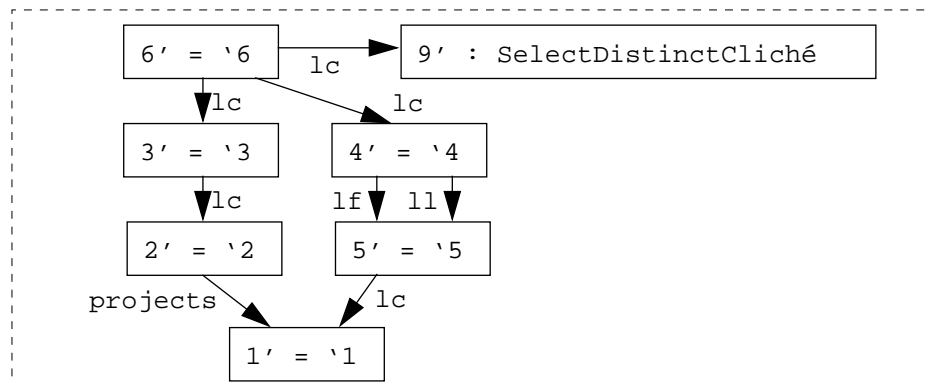 6′ = ‵6
9′ : SelectDistinctCliché
lc
lc
lc
3′ = ‵3
4′ = ‵4
lc
lf
ll
2′ = ‵2
5′ = ‵5
projects
lc
1′ = ‵1